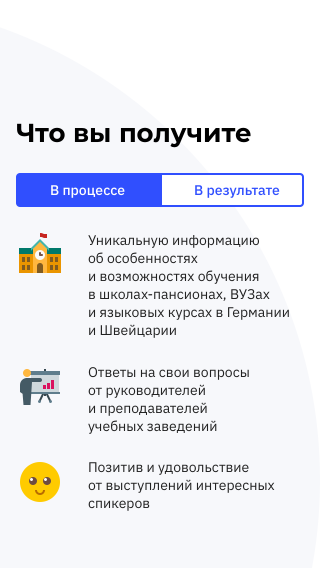 Что вы получите
В процессе
В результате
Уникальную информацию
об особенностях
и возможностях обучения
в школах-пансионах, ВУЗах
и языковых курсах в Германии
и Швейцарии
Ответы на свои вопросы
от руководителей
и преподавателей
учебных заведений
Позитив и удовольствие
от выступлений интересных
спикеров